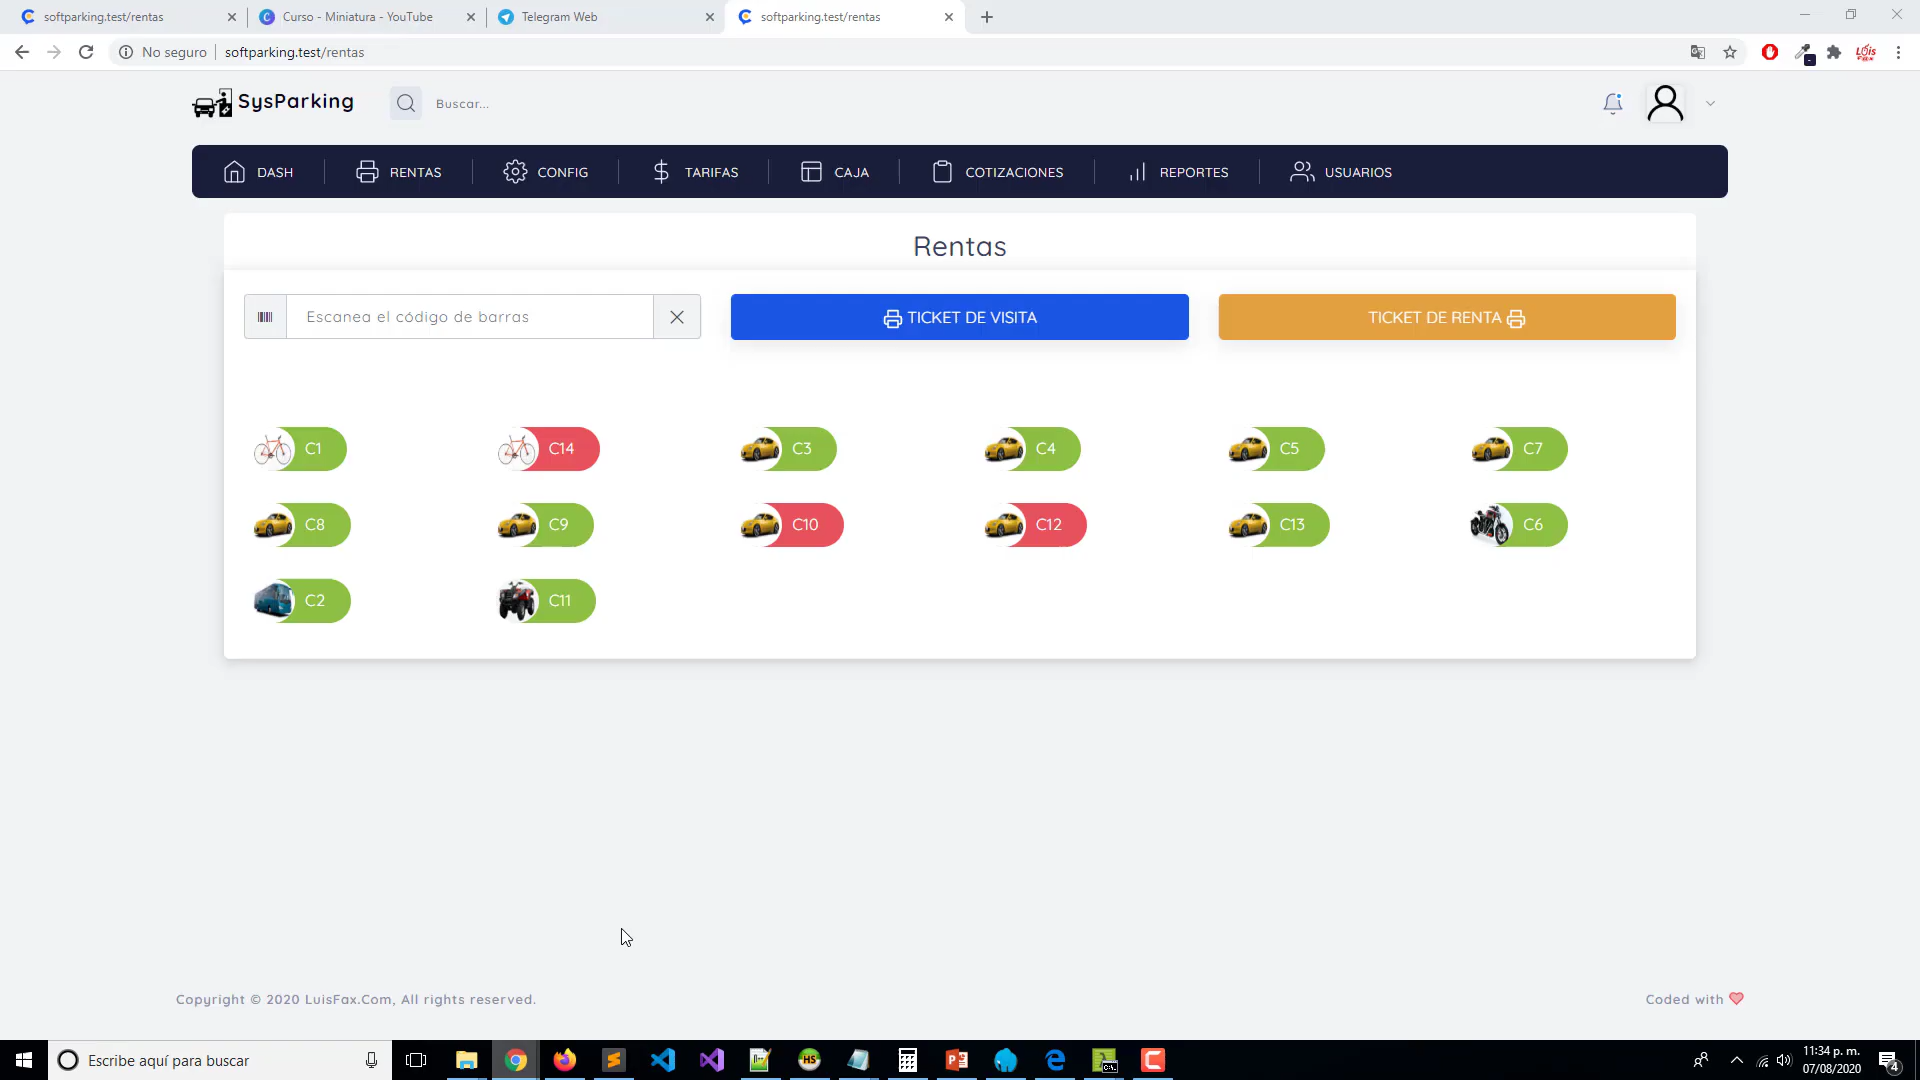 softparking.test/rentas
Curso - Miniatura - YouTube
Telegram Web
softparking.test/rentas
No seguro
softparking.test/rentas
SysParking
Buscar...
DASH
RENTAS
CONFIG
TARIFAS
CAJA
COTIZACIONES
REPORTES
USUARIOS
Rentas
Escanea el código de barras
TICKET DE VISITA
TICKET DE RENTA
C1
C14
C3
C4
C5
C7
C8
C9
C10
C12
C13
C6
C2
C11
Copyright © 2020 LuisFax.Com, All rights reserved.
Coded with
Escribe aquí para buscar
HS
11:34 p. m.
07/08/2020
4